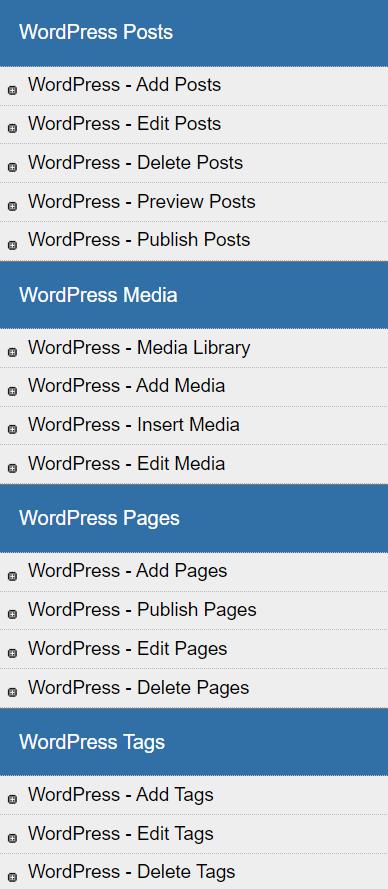 WordPress Posts
WordPress - Add Posts
WordPress - Edit Posts
WordPress - Delete Posts
WordPress - Preview Posts
WordPress - Publish Posts
WordPress Media
WordPress - Media Library
WordPress - Add Media
WordPress - Insert Media
WordPress - Edit Media
WordPress Pages
WordPress - Add Pages
WordPress - Publish Pages
WordPress - Edit Pages
WordPress - Delete Pages
WordPress Tags
WordPress - Add Tags
WordPress - Edit Tags
WordPress - Delete Tags